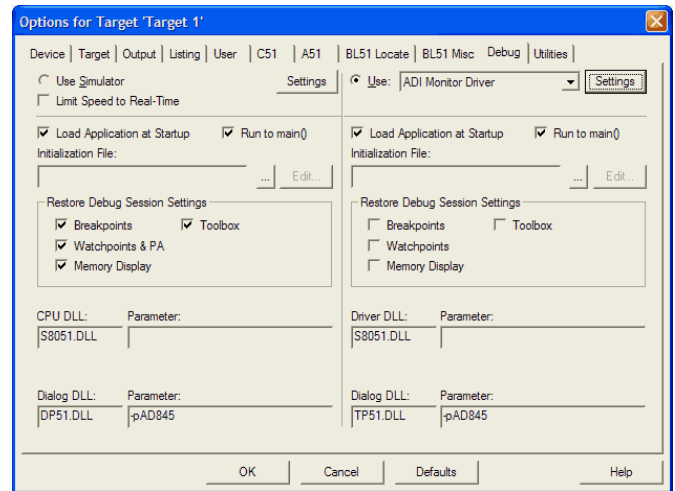 Options for Target 'Target 1'
Device Target Output Listing User C51 A51 BL51 Locate BL51 Misc Debug Utilities
Use Simulator Settings Use: ADI Monitor Driver Settings
Limit Speed to Real-Time
Load Application at Startup Run to main() Load Application at Startup Run to main()
Initialization File: Initialization File:
... Edit... ... Edit...
Restore Debug Session Settings Restore Debug Session Settings
Breakpoints Toolbox Breakpoints Toolbox
Watchpoints & PA Watchpoints
Memory Display Memory Display
CPU DLL: Parameter: Driver DLL: Parameter:
S8051.DLL S8051.DLL
Dialog DLL: Parameter: Dialog DLL: Parameter:
DP51.DLL -pAD845 TP51.DLL -pAD845
OK Cancel Defaults Help